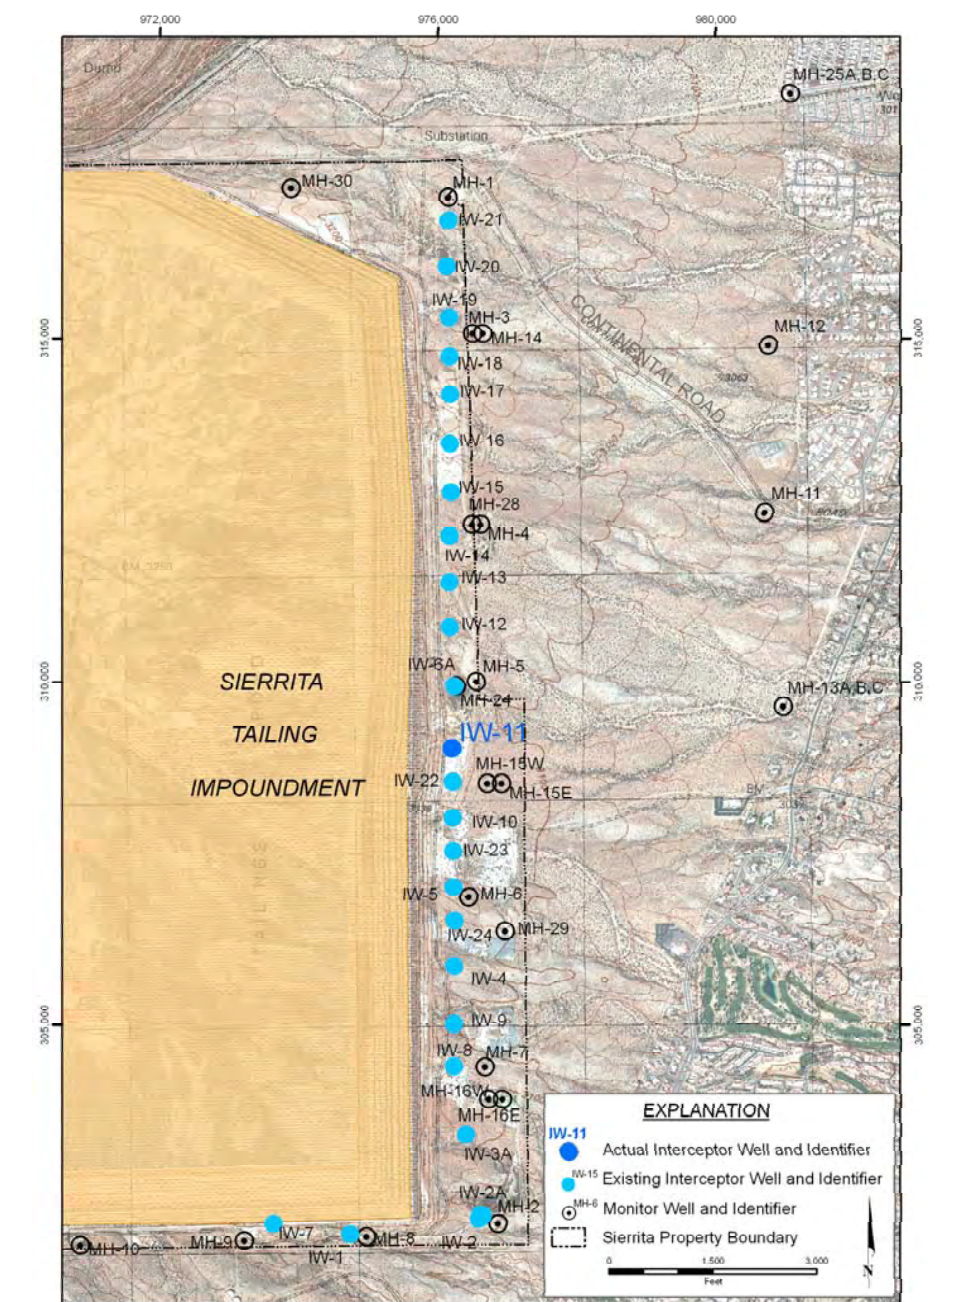 972,000
976,000
980,000
Dump
MH-25A,B,C
Substation
MH-30
MH-1
3200
IW-21
IW-20
IW-19
MH-3
MH-14
315,000
315,000
CONTINENTAL ROAD
MH-12
IW-18
3063
IW-17
IW-16
IW-15
MH-28
MH-4
MH-11
IW-14
IW-13
IW-12
IW-6A
MH-5
MH-24
MH-13A,B,C
310,000
310,000
SIERRITA
TAILING
IMPOUNDMENT
IW-11
MH-15W
IW-22
MH-15E
BM
IW-10
IW-23
IW-5
MH-6
IW-24
MH-29
IW-4
IW-9
305,000
305,000
IW-8
MH-7
MH-16W
MH-16E
IW-3A
IW-2A
MH-2
IW-7
MH-10
MH-9
MH-8
IW-2
IW-1
EXPLANATION
IW-11
Actual Interceptor Well and Identifier
IW-15
Existing Interceptor Well and Identifier
MH-6
Monitor Well and Identifier
Sierrita Property Boundary
0 1,500 3,000
Feet
N